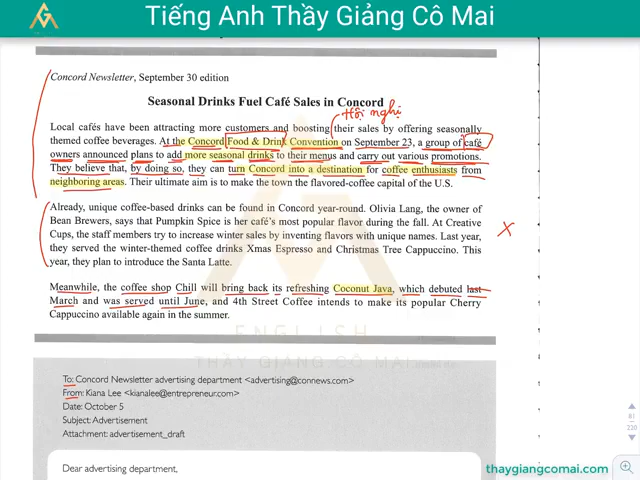 Tiếng Anh Thầy Giảng Cô Mai
Concord Newsletter, September 30 edition
Seasonal Drinks Fuel Café Sales in Concord
Hội nghị
Local cafés have been attracting more customers and boosting their sales by offering seasonally
themed coffee beverages. At the Concord Food & Drink Convention on September 23, a group of café
owners announced plans to add more seasonal drinks to their menus and carry out various promotions.
They believe that, by doing so, they can turn Concord into a destination for coffee enthusiasts from
neighboring areas. Their ultimate aim is to make the town the flavored-coffee capital of the U.S.
Already, unique coffee-based drinks can be found in Concord year-round. Olivia Lang, the owner of
Bean Brewers, says that Pumpkin Spice is her café's most popular flavor during the fall. At Creative
Cups, the staff members try to increase winter sales by inventing flavors with unique names. Last year,
they served the winter-themed coffee drinks Xmas Espresso and Christmas Tree Cappuccino. This
year, they plan to introduce the Santa Latte.
X
Meanwhile, the coffee shop Chill will bring back its refreshing Coconut Java, which debuted last
March and was served until June, and 4th Street Coffee intends to make its popular Cherry
Cappuccino available again in the summer.
ENGLISH
THẦY GIẢNG CÔ MAI
To: Concord Newsletter advertising department <advertising@connews.com>
From: Kiana Lee <kianalee@entrepreneur.com>
Date: October 5
Subject: Advertisement
Attachment: advertisement_draft
Dear advertising department,
220
thaygiangcomai.com